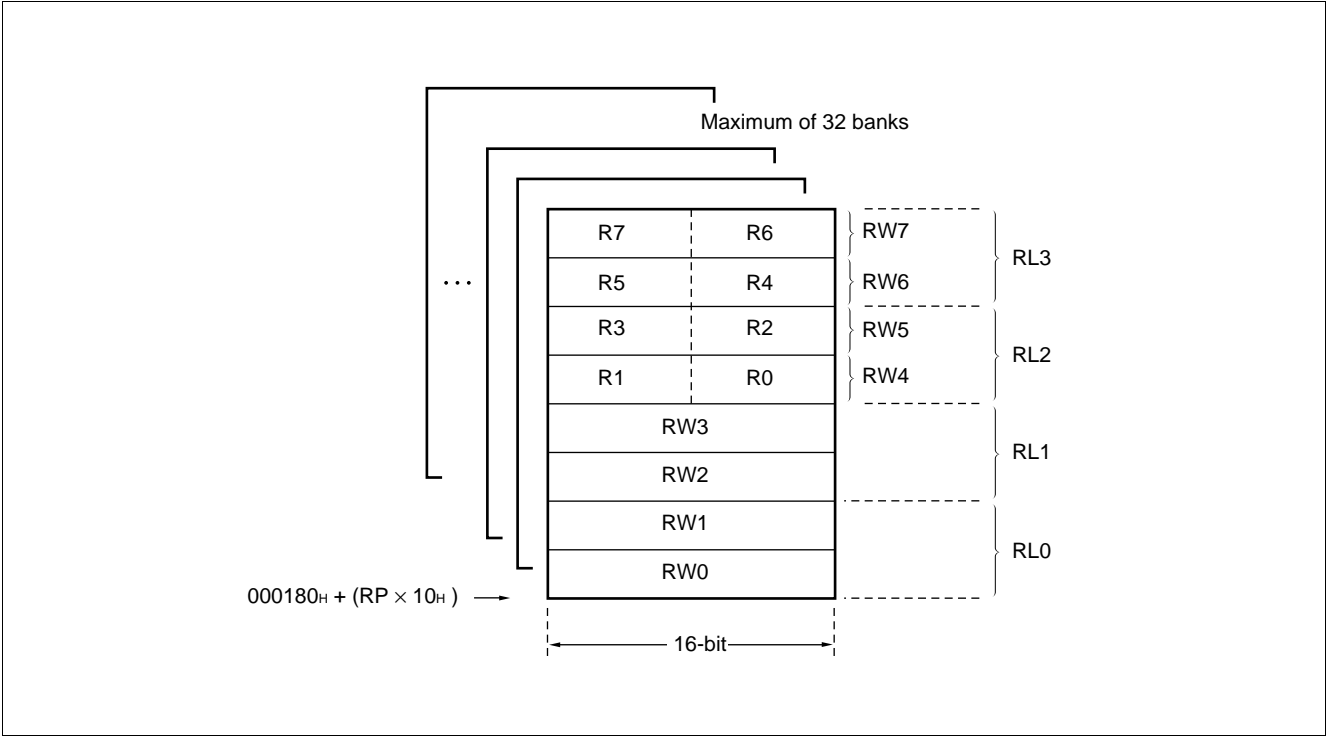 Maximum of 32 banks
R7 R6 RW7
RL3
. . . R5 R4 RW6
R3 R2 RW5
RL2
R1 R0 RW4
RW3
RL1
RW2
RW1
RL0
RW0
000180H + (RP × 10H )
16-bit